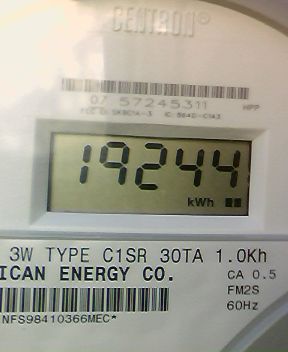 CENTRON®
07 57245311 HPP
19244
kWh
3W TYPE C1SR 30TA 1.0Kh
ICAN ENERGY CO.
CA 0.5
FM2S
60Hz
NFS98410366MEC*